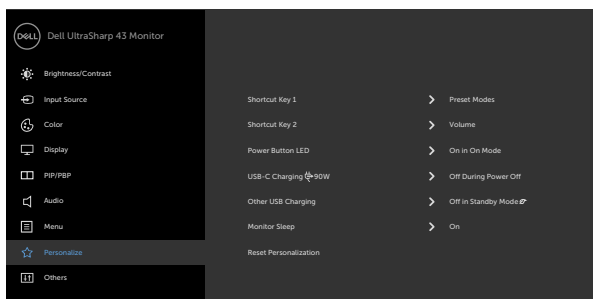 DELL Dell UltraSharp 43 Monitor
Brightness/Contrast
Input Source Shortcut Key 1 Preset Modes
Color Shortcut Key 2 Volume
Display Power Button LED On in On Mode
PIP/PBP USB-C Charging 90W Off During Power Off
Audio Other USB Charging Off in Standby Mode
Menu Monitor Sleep On
Personalize Reset Personalization
Others